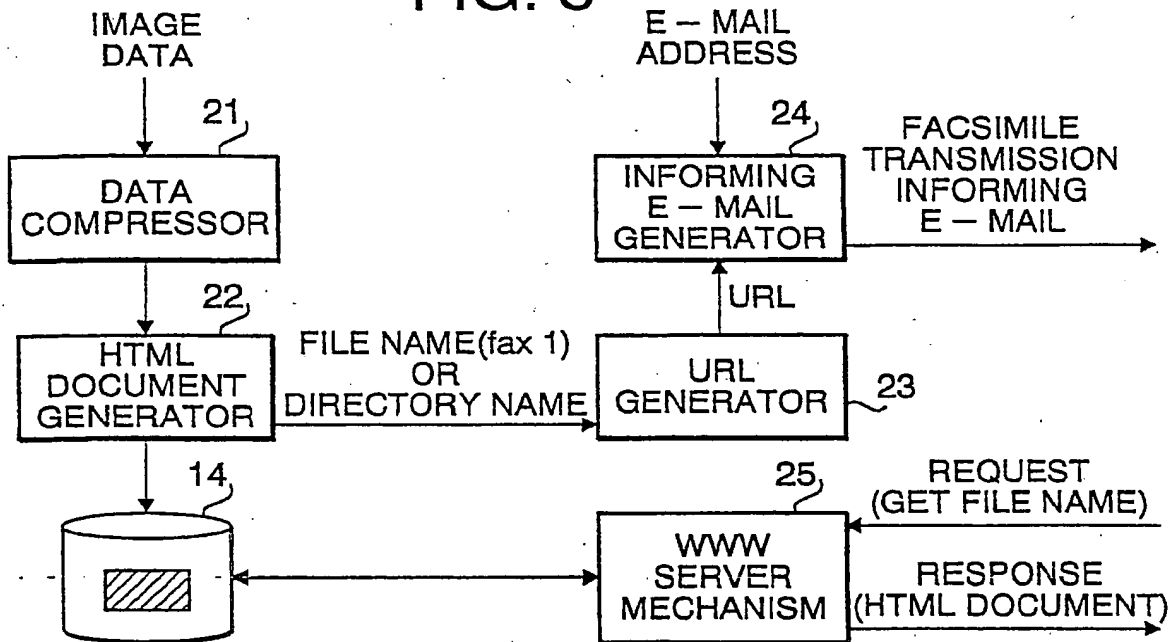 IMAGE
DATA
E – MAIL
ADDRESS
21
24
DATA
COMPRESSOR
INFORMING
E – MAIL
GENERATOR
FACSIMILE
TRANSMISSION
INFORMING
E – MAIL
22
URL
HTML
DOCUMENT
GENERATOR
FILE NAME(fax 1)
OR
DIRECTORY NAME
URL
GENERATOR
23
14
25
WWW
SERVER
MECHANISM
REQUEST
(GET FILE NAME)
RESPONSE
(HTML DOCUMENT)